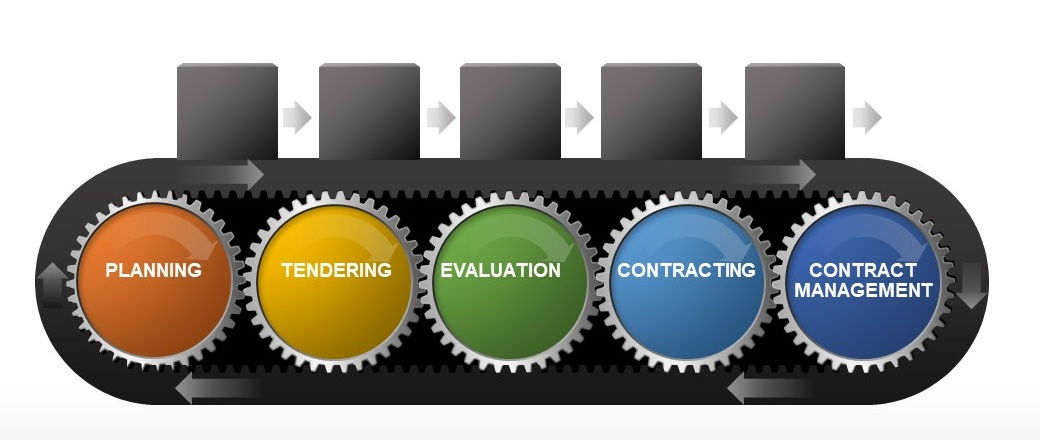 PLANNING
TENDERING
EVALUATION
CONTRACTING
CONTRACT
MANAGEMENT